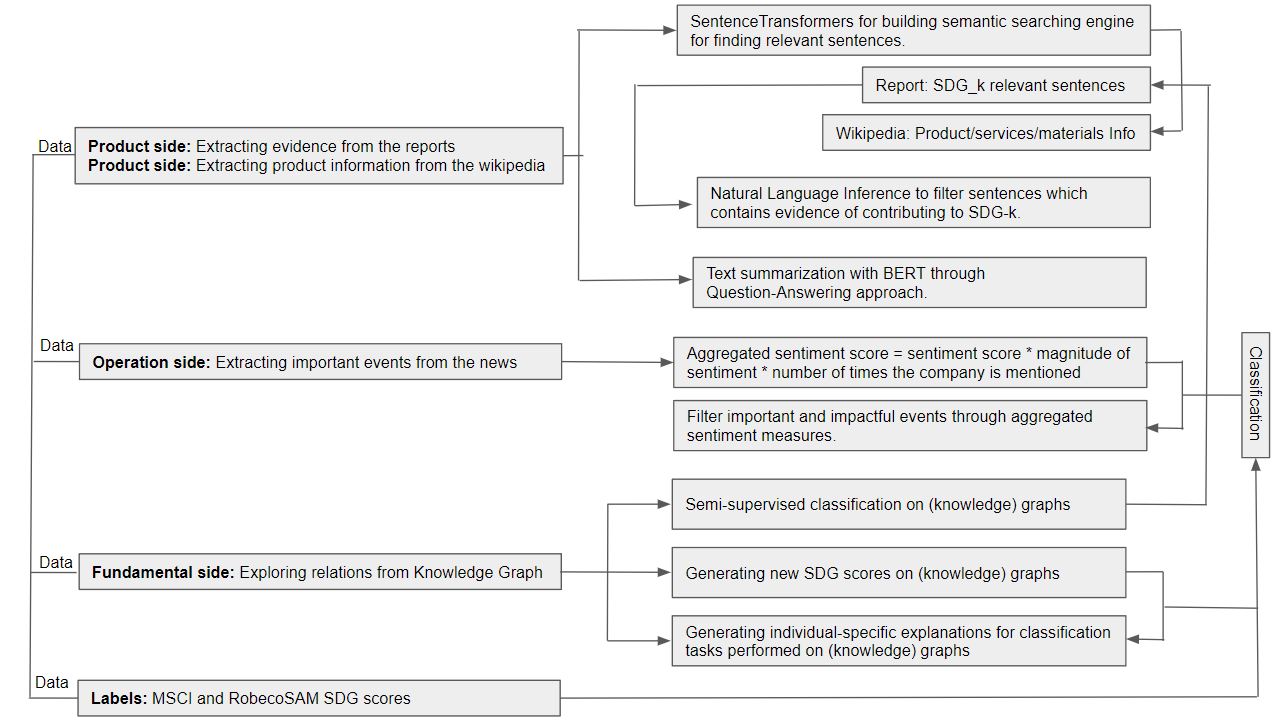 SentenceTransformers for building semantic searching engine
for finding relevant sentences.
Report: SDG_k relevant sentences
Wikipedia: Product/services/materials Info
Data
Product side: Extracting evidence from the reports
Product side: Extracting product information from the wikipedia
Natural Language Inference to filter sentences which
contains evidence of contributing to SDG-k.
Text summarization with BERT through
Question-Answering approach.
Data
Operation side: Extracting important events from the news
Aggregated sentiment score = sentiment score * magnitude of
sentiment * number of times the company is mentioned
Filter important and impactful events through aggregated
sentiment measures.
Classification
Semi-supervised classification on (knowledge) graphs
Data
Fundamental side: Exploring relations from Knowledge Graph
Generating new SDG scores on (knowledge) graphs
Generating individual-specific explanations for classification
tasks performed on (knowledge) graphs
Data
Labels: MSCI and RobecoSAM SDG scores